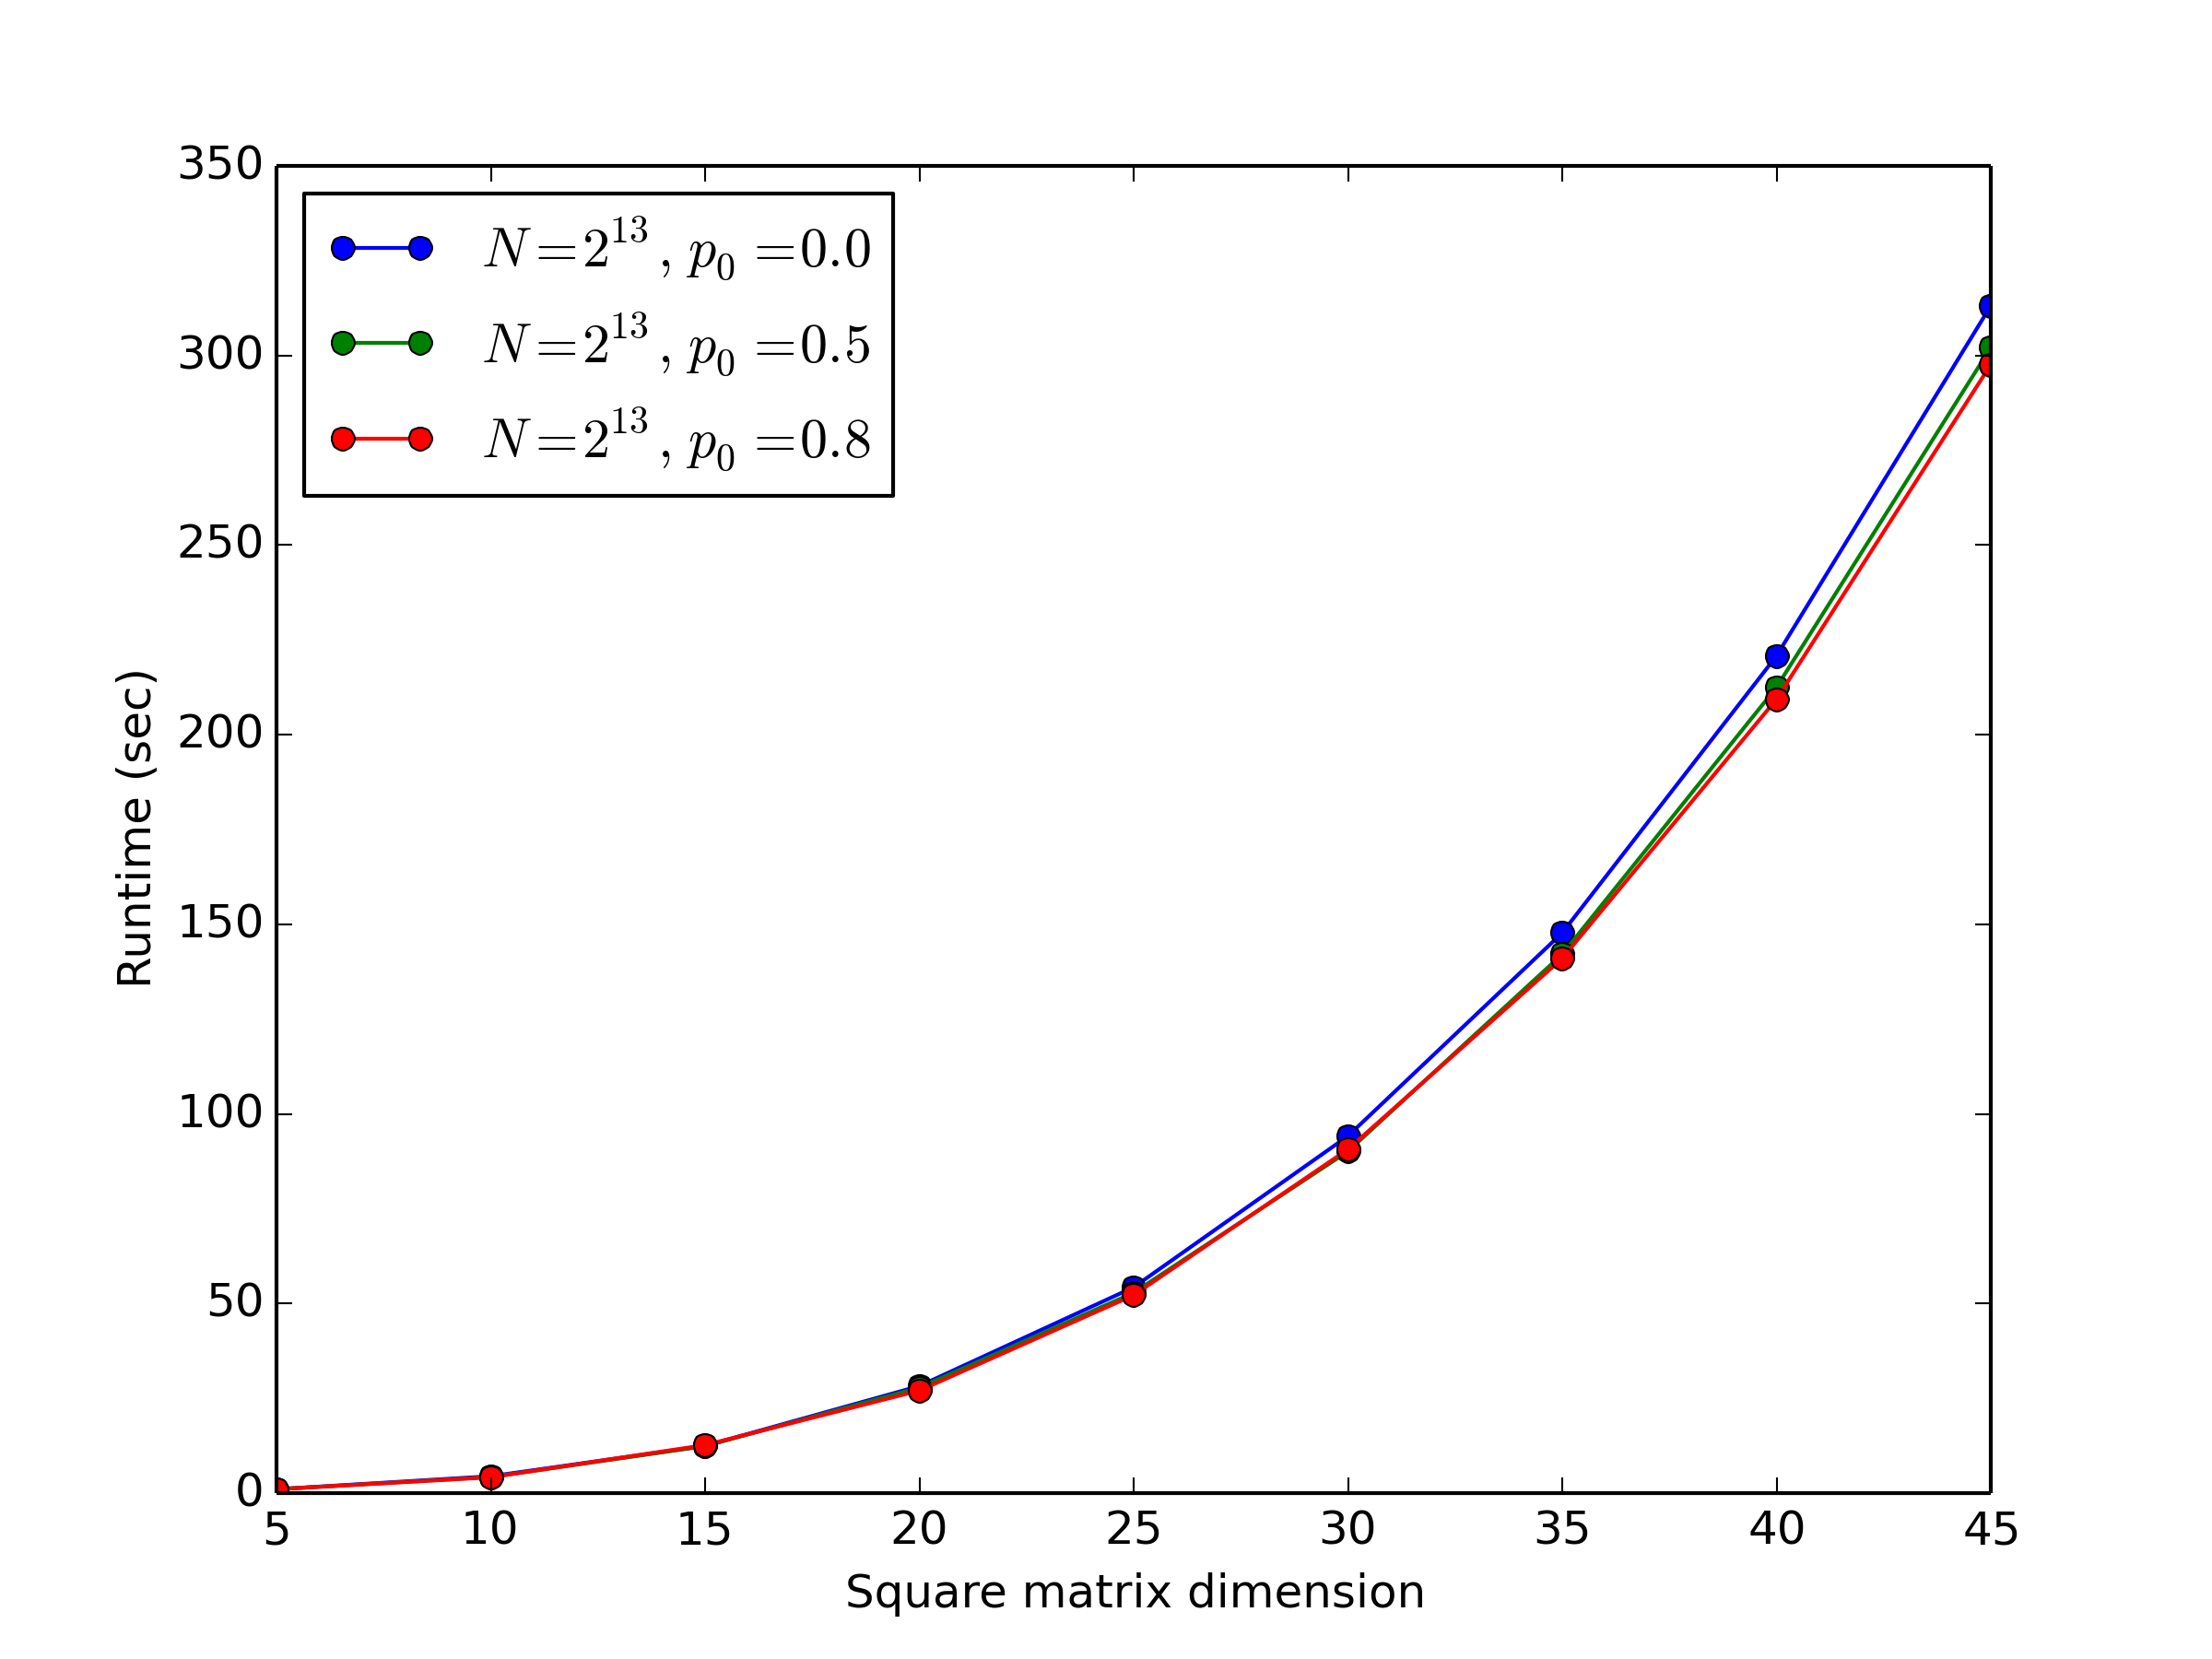 350
300
250
200
150
100
50
0
N=2^13, p_0=0.0
N=2^13, p_0=0.5
N=2^13, p_0=0.8
Runtime (sec)
5 10 15 20 25 30 35 40 45
Square matrix dimension